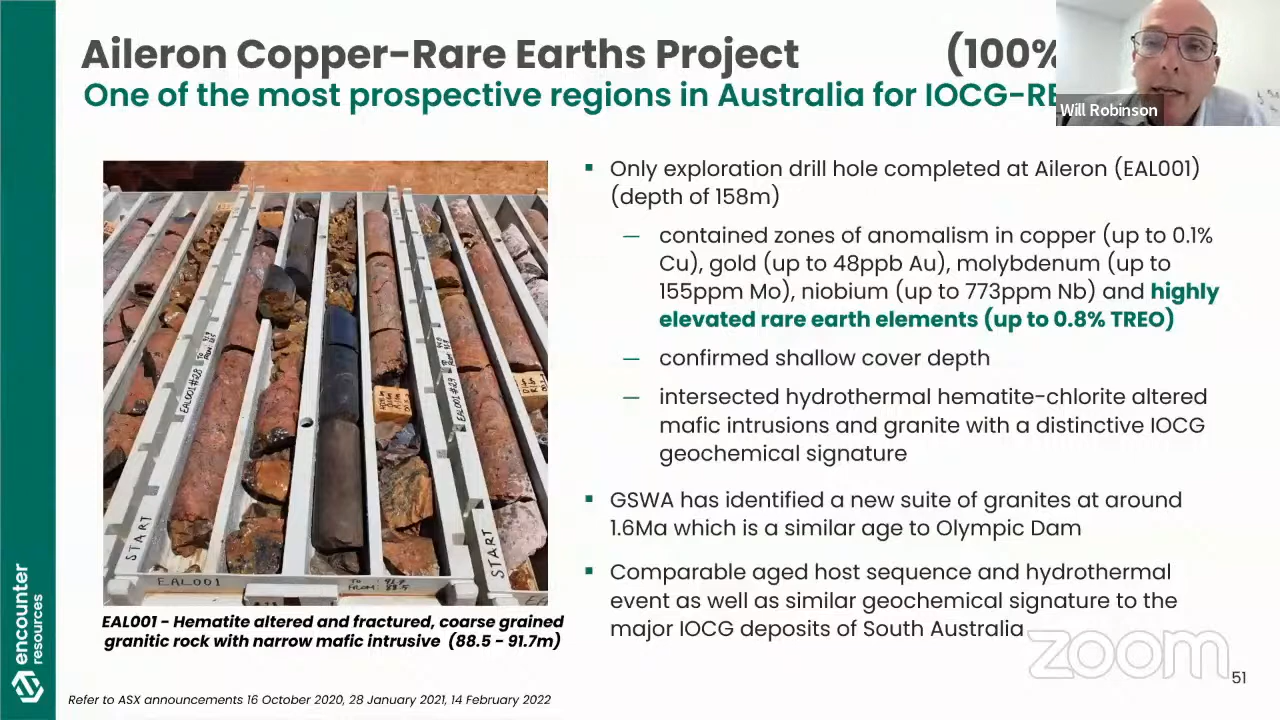 Aileron Copper-Rare Earths Project (100%
One of the most prospective regions in Australia for IOCG-RE
Will Robinson
Only exploration drill hole completed at Aileron (EAL001)
(depth of 158m)
— contained zones of anomalism in copper (up to 0.1%
Cu), gold (up to 48ppb Au), molybdenum (up to
155ppm Mo), niobium (up to 773ppm Nb) and highly
elevated rare earth elements (up to 0.8% TREO)
— confirmed shallow cover depth
— intersected hydrothermal hematite-chlorite altered
mafic intrusions and granite with a distinctive IOCG
geochemical signature
GSWA has identified a new suite of granites at around
1.6Ma which is a similar age to Olympic Dam
Comparable aged host sequence and hydrothermal
event as well as similar geochemical signature to the
major IOCG deposits of South Australia
EAL001#28
EAL001#29
START
START
EAL001
EAL001 - Hematite altered and fractured, coarse grained
granitic rock with narrow mafic intrusive (88.5 - 91.7m)
encounter
resources
Refer to ASX announcements 16 October 2020, 28 January 2021, 14 February 2022
zoom
51